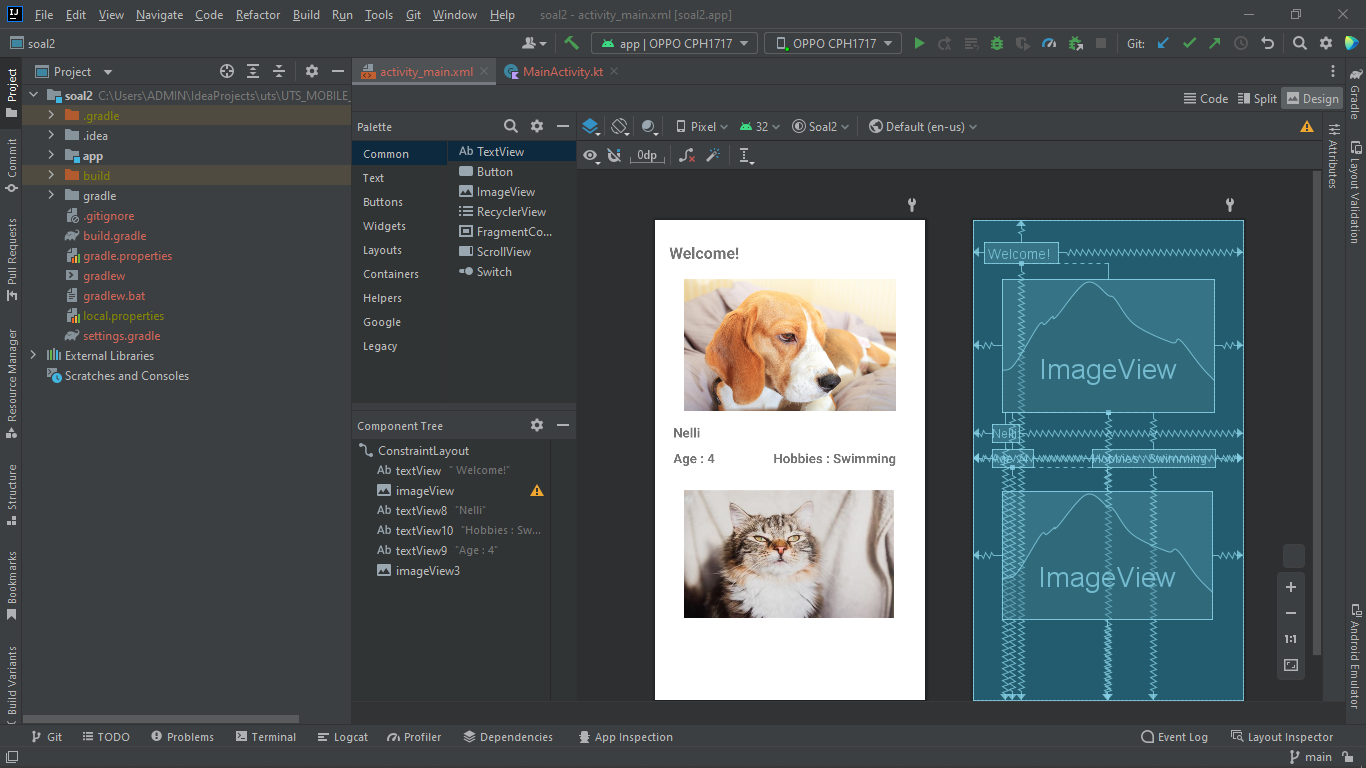 File Edit View Navigate Code Refactor Build Run Tools Git Window Help soal2 - activity_main.xml [soal2.app]
soal2 app | OPPO CPH1717 OPPO CPH1717 Git:
Project activity_main.xml MainActivity.kt
soal2 C:\Users\ADMIN\IdeaProjects\uts\UTS_MOBILE_
.gradle
.idea
app
build
gradle
.gitignore
build.gradle
gradle.properties
gradlew
gradlew.bat
local.properties
settings.gradle
External Libraries
Scratches and Consoles
Project
Commit
Pull Requests
Resource Manager
Structure
Bookmarks
Build Variants
Code Split Design
Palette
Common
Text
Buttons
Widgets
Layouts
Containers
Helpers
Google
Legacy
Ab TextView
Button
ImageView
RecyclerView
FragmentCo...
ScrollView
Switch
Pixel 32 Soal2 Default (en-us)
0dp
Component Tree
ConstraintLayout
Ab textView " Welcome!"
imageView
Ab textView8 "Nelli"
Ab textView10 "Hobbies : Sw...
Ab textView9 "Age : 4"
imageView3
Welcome!
Nelli
Age : 4 Hobbies : Swimming
Welcome!
ImageView
Nelli
Age : 4 Hobbies : Swimming
ImageView
1:1
Gradle
Attributes
Layout Validation
Android Emulator
Git TODO Problems Terminal Logcat Profiler Dependencies App Inspection Event Log Layout Inspector
main